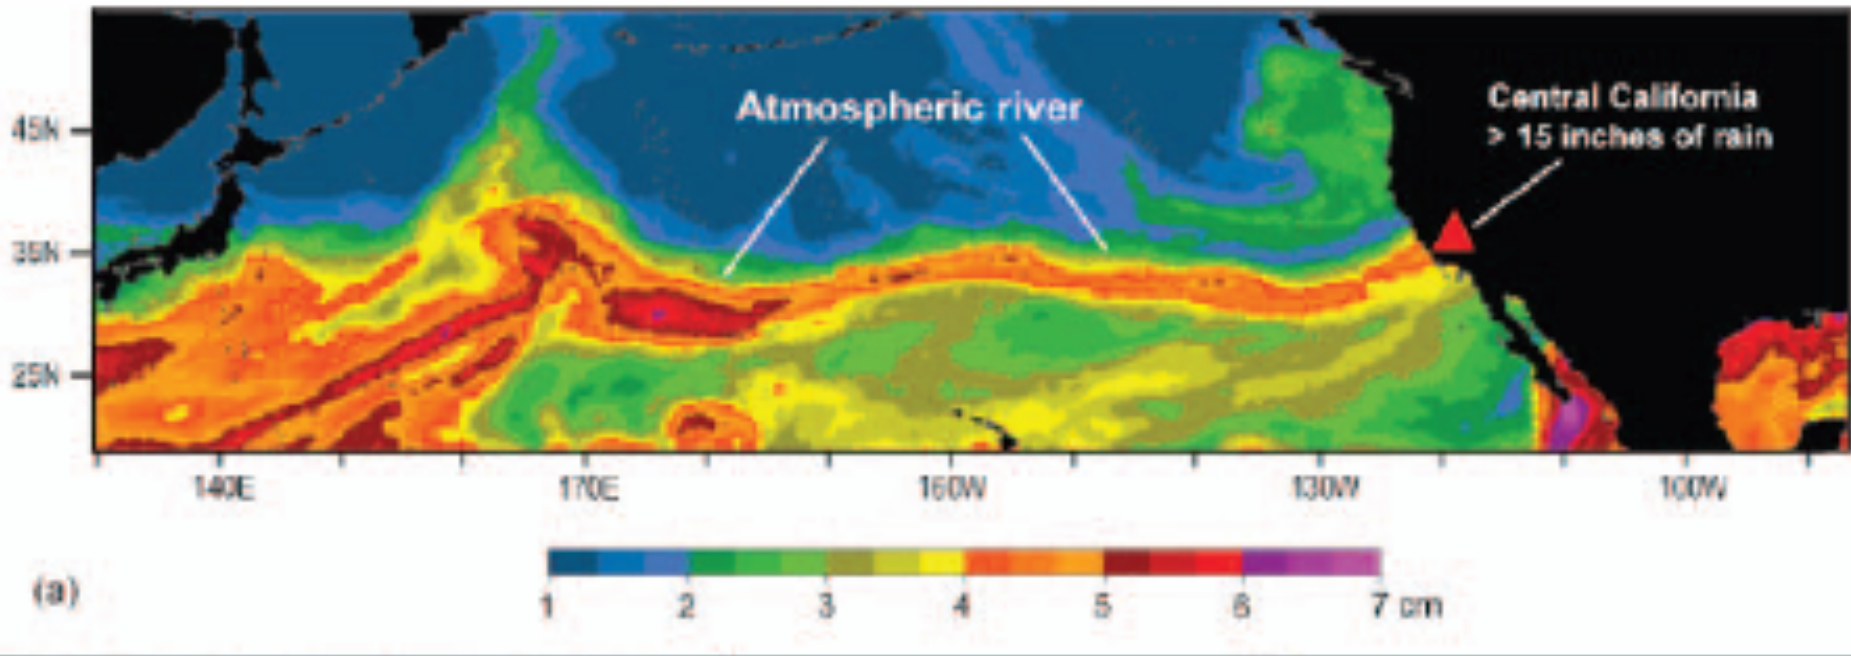 Atmospheric river
Central California
> 15 inches of rain
45N
35N
25N
140E 170E 160W 130W 100W
(a)
1 2 3 4 5 6 7 cm